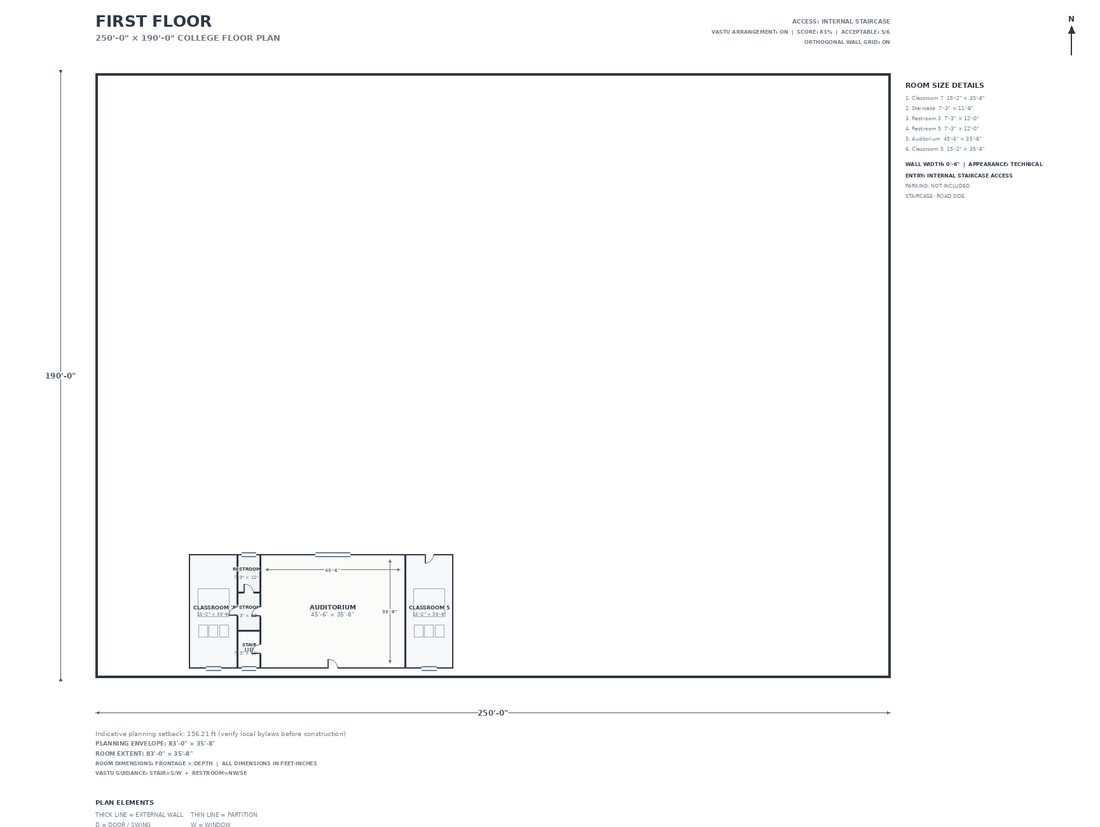 FIRST FLOOR
250'-0" × 190'-0" COLLEGE FLOOR PLAN
ACCESS: INTERNAL STAIRCASE
VASTU ARRANGEMENT: ON | SCORE: 83% | ACCEPTABLE: 5/6
ORTHOGONAL WALL GRID: ON
N
ROOM SIZE DETAILS
1. Classroom 7 15'-2" × 35'-8"
2. Staircase 7'-3" × 11'-8"
3. Restroom 3 7'-3" × 12'-0"
4. Restroom 5 7'-3" × 12'-0"
5. Auditorium 45'-6" × 35'-8"
6. Classroom 5 15'-2" × 35'-8"
WALL WIDTH: 0'-6" | APPEARANCE: TECHNICAL
ENTRY: INTERNAL STAIRCASE ACCESS
PARKING: NOT INCLUDED
STAIRCASE: ROAD SIDE
190'-0"
45'-6"
CLASSROOM
AUDITORIUM
45'-6" × 35'-8"
35'-8"
CLASSROOM 5
STAIR
250'-0"
Indicative planning setback: 156.21 ft (verify local bylaws before construction)
PLANNING ENVELOPE: 83'-0" × 35'-8"
ROOM EXTENT: 83'-0" × 35'-8"
ROOM DIMENSIONS: FRONTAGE × DEPTH | ALL DIMENSIONS IN FEET-INCHES
VASTU GUIDANCE: STAIR=S/W • RESTROOM=NW/SE
PLAN ELEMENTS
THICK LINE = EXTERNAL WALL THIN LINE = PARTITION
D = DOOR / SWING W = WINDOW